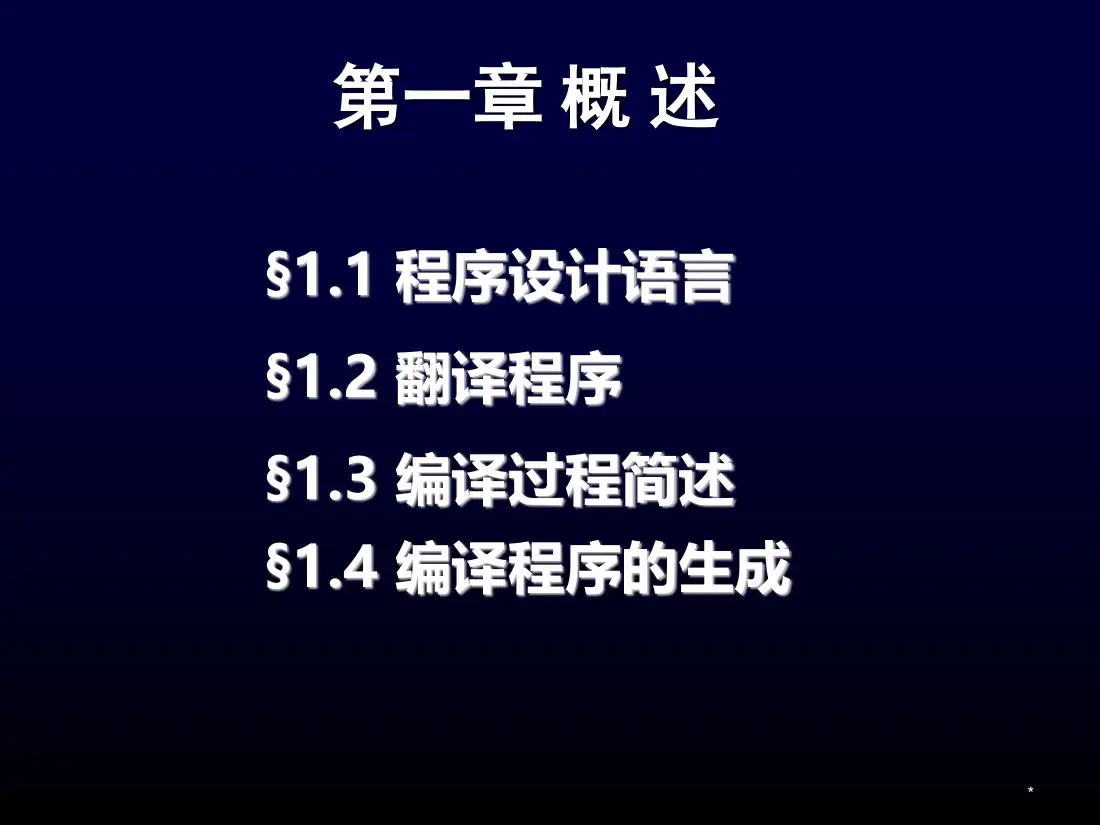 第一章 概 述
§1.1 程序设计语言
§1.2 翻译程序
§1.3 编译过程简述
§1.4 编译程序的生成
*